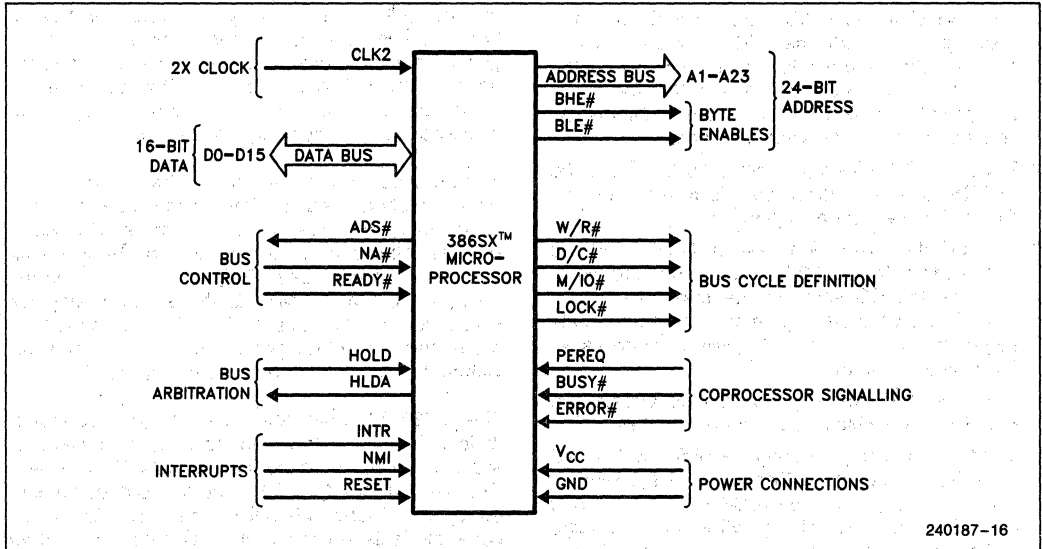 2X CLOCK
CLK2
16-BIT
DATA
D0-D15
DATA BUS
BUS
CONTROL
ADS#
NA#
READY#
BUS
ARBITRATION
HOLD
HLDA
INTERRUPTS
INTR
NMI
RESET
386SX™
MICRO-
PROCESSOR
ADDRESS BUS
A1-A23
BHE#
BLE#
BYTE
ENABLES
24-BIT
ADDRESS
W/R#
D/C#
M/IO#
LOCK#
BUS CYCLE DEFINITION
PEREQ
BUSY#
ERROR#
COPROCESSOR SIGNALLING
VCC
GND
POWER CONNECTIONS
240187-16